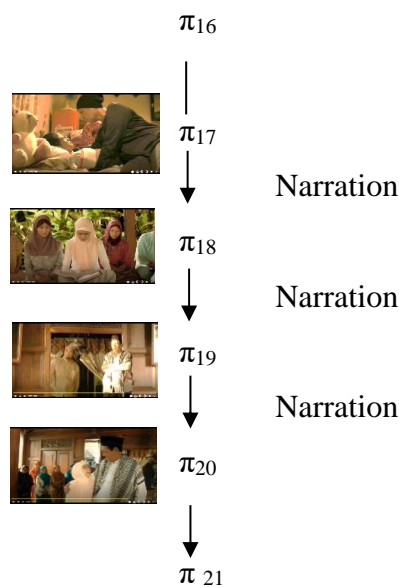 π16
π17
Narration
π18
Narration
π19
Narration
π20
π 21